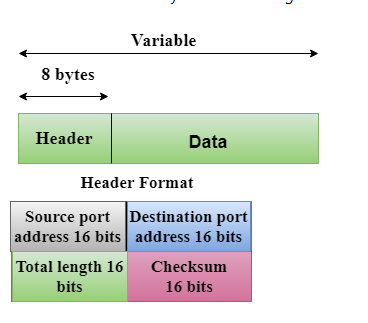 Variable
8 bytes
Header
Data
Header Format
Source port
address 16 bits
Destination port
address 16 bits
Total length 16
bits
Checksum
16 bits